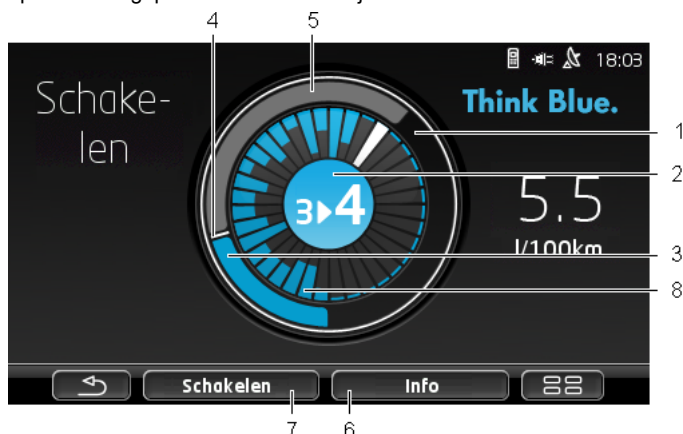 4 5
18:03
Schake-
len
Think Blue.
1
2
3▶4
5.5
l/100km
3
8
Schakelen
Info
7 6